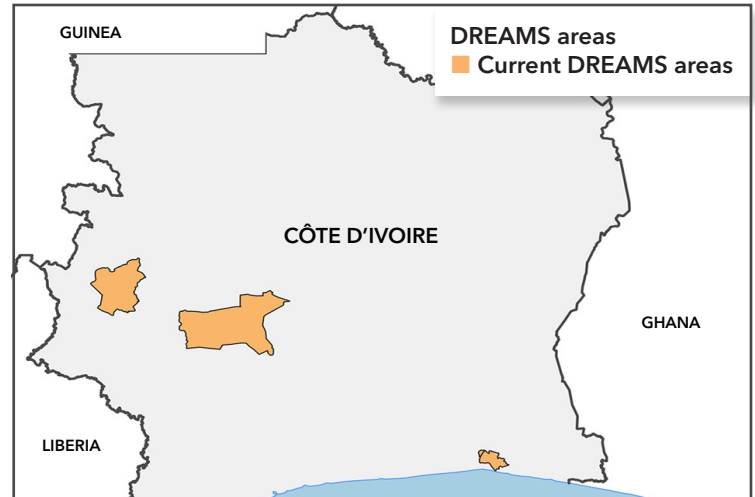 GUINEA
DREAMS areas
Current DREAMS areas
CÔTE D’IVOIRE
GHANA
LIBERIA